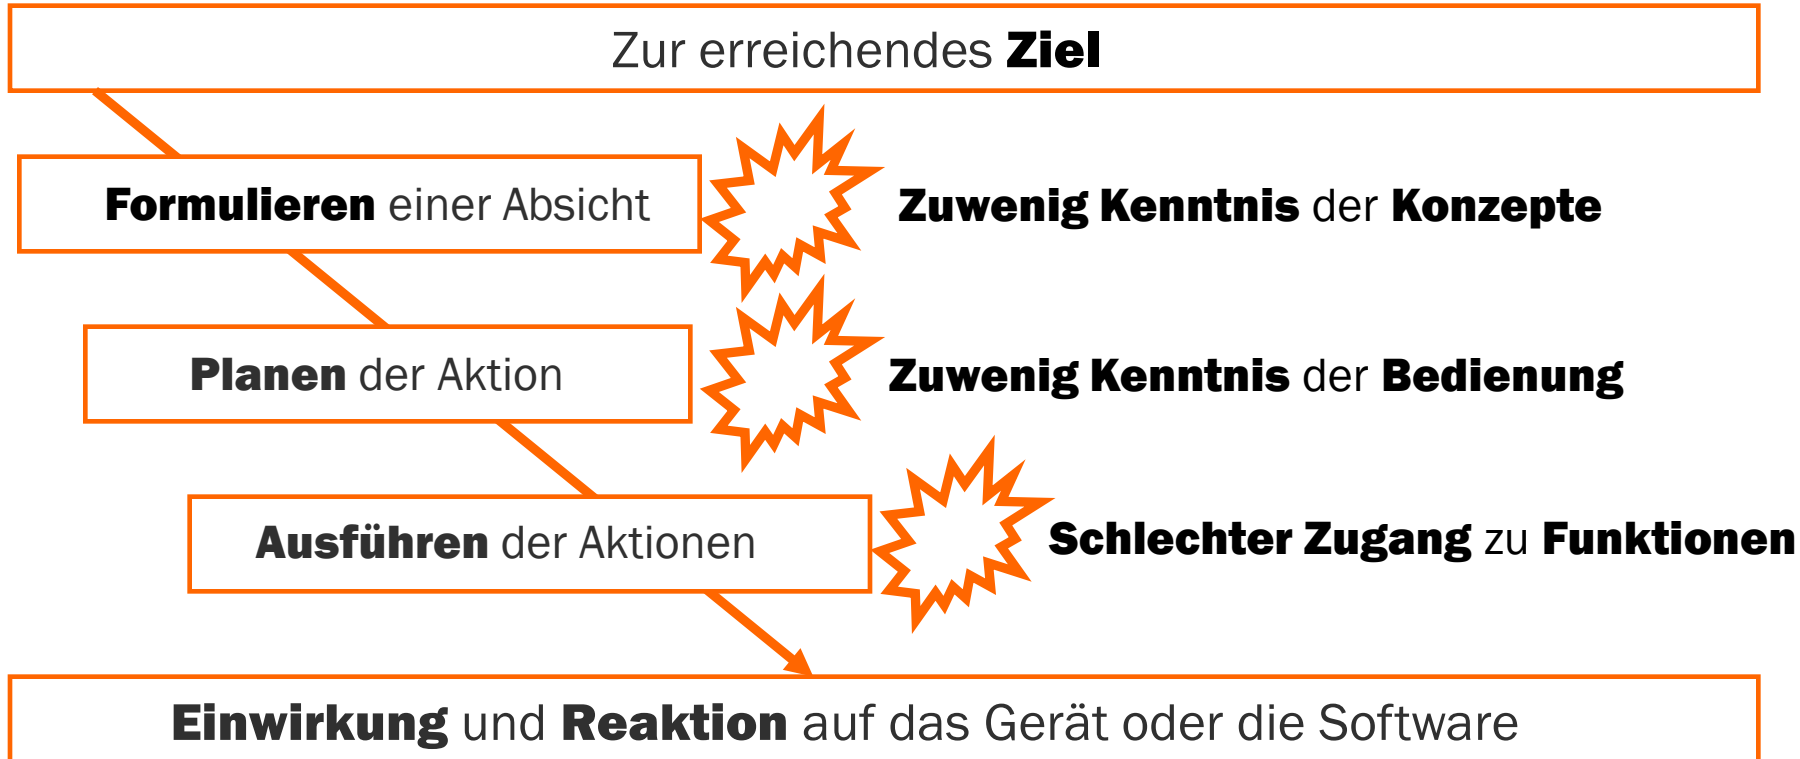 Zur erreichendes Ziel
Formulieren einer Absicht
Zuwenig Kenntnis der Konzepte
Planen der Aktion
Zuwenig Kenntnis der Bedienung
Ausführen der Aktionen
Schlechter Zugang zu Funktionen
Einwirkung und Reaktion auf das Gerät oder die Software